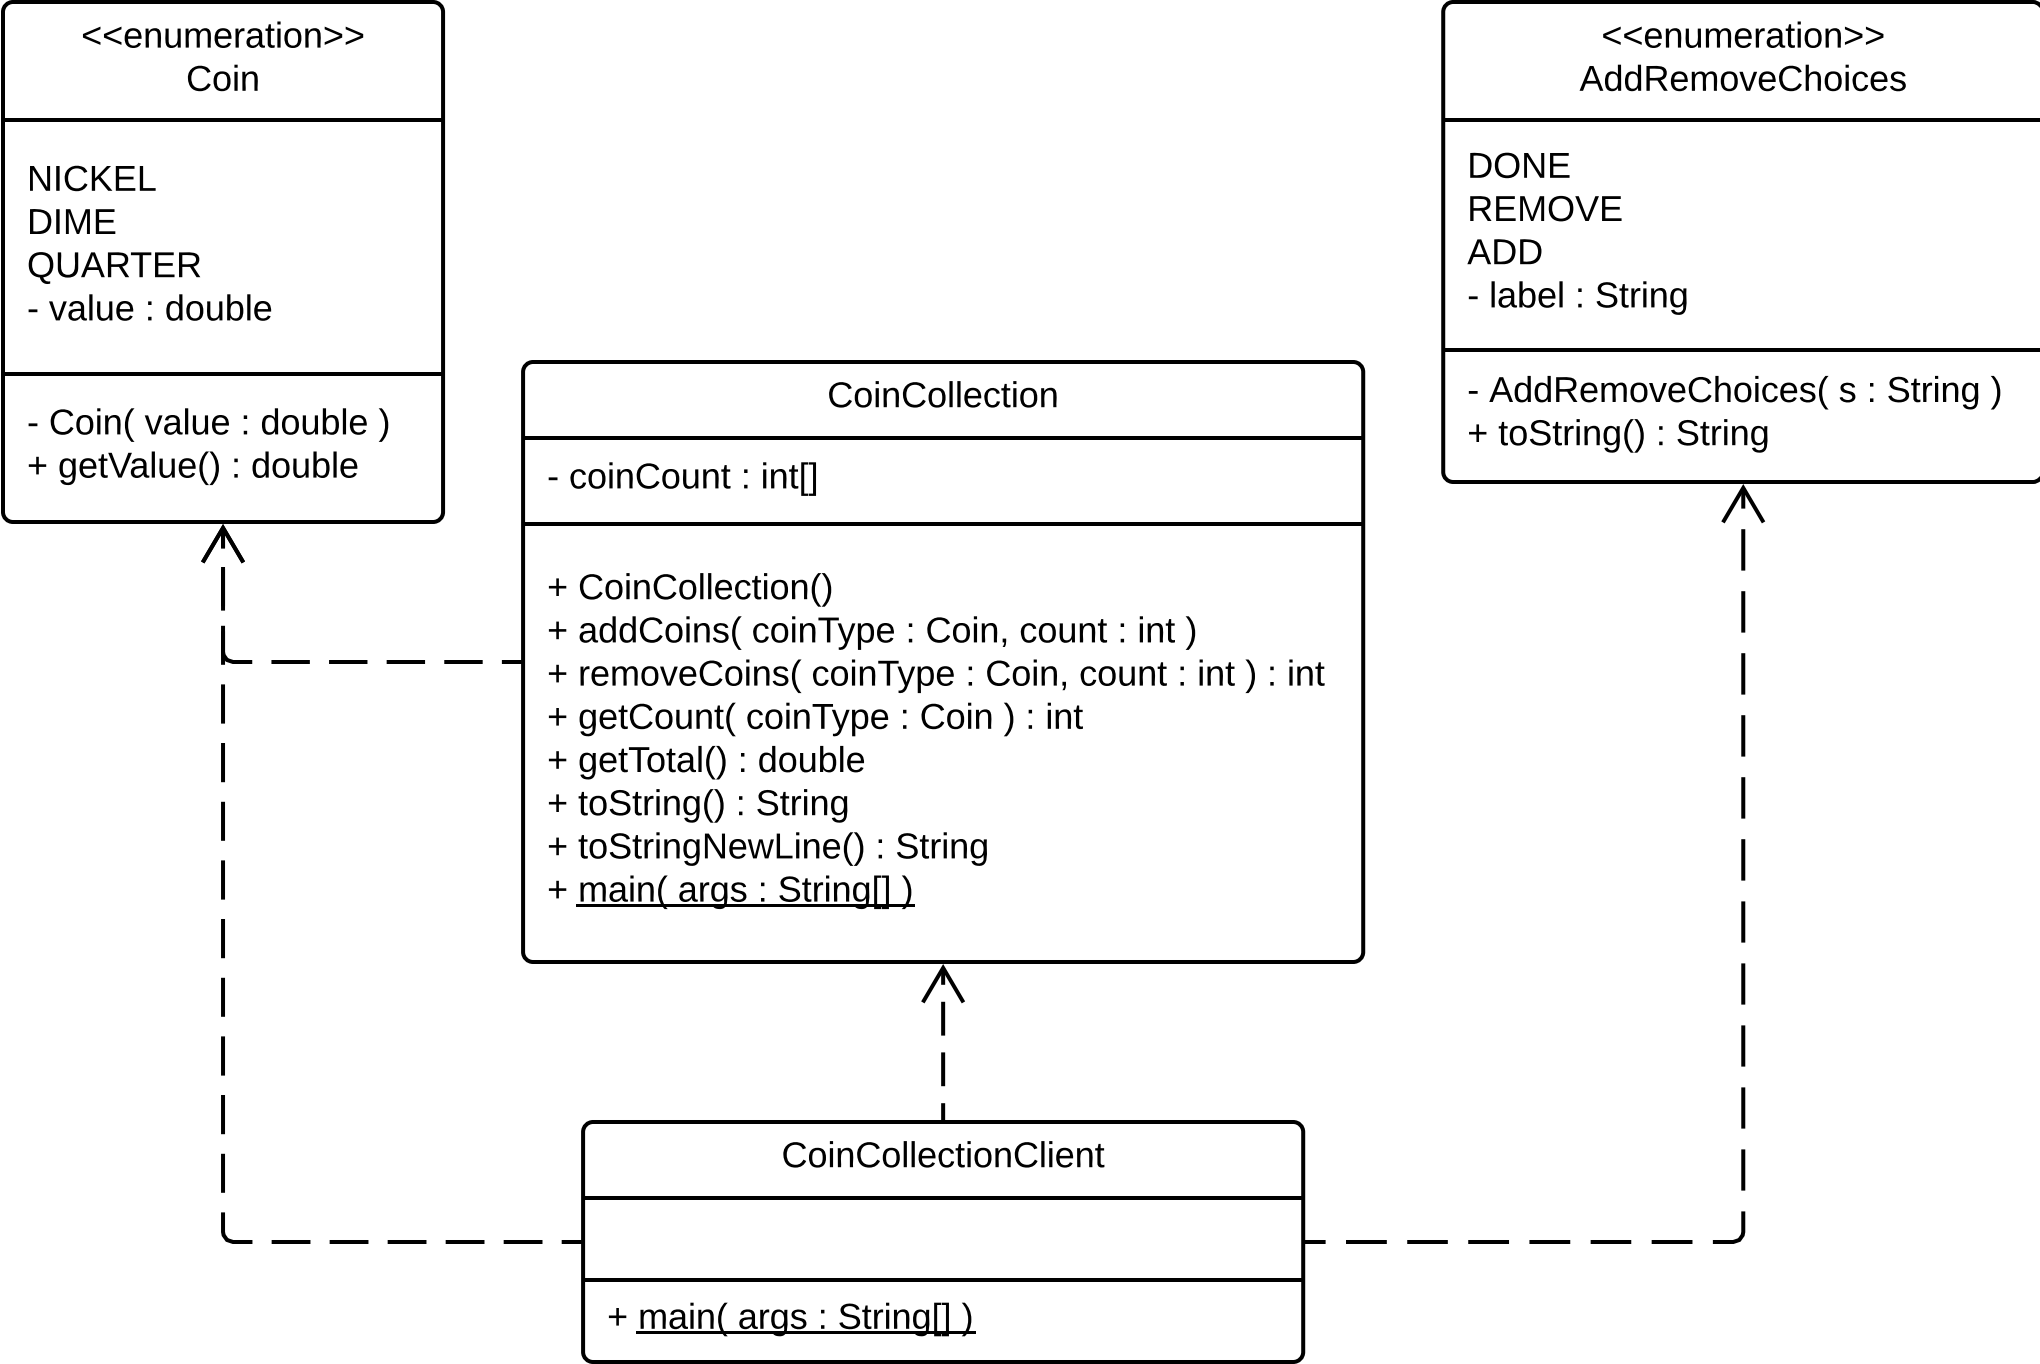 <<enumeration>>
Coin
NICKEL
DIME
QUARTER
- value : double
- Coin( value : double )
+ getValue() : double
<<enumeration>>
AddRemoveChoices
DONE
REMOVE
ADD
- label : String
- AddRemoveChoices( s : String )
+ toString() : String
CoinCollection
- coinCount : int[]
+ CoinCollection()
+ addCoins( coinType : Coin, count : int )
+ removeCoins( coinType : Coin, count : int ) : int
+ getCount( coinType : Coin ) : int
+ getTotal() : double
+ toString() : String
+ toStringNewLine() : String
+ main( args : String[] )
CoinCollectionClient
+ main( args : String[] )